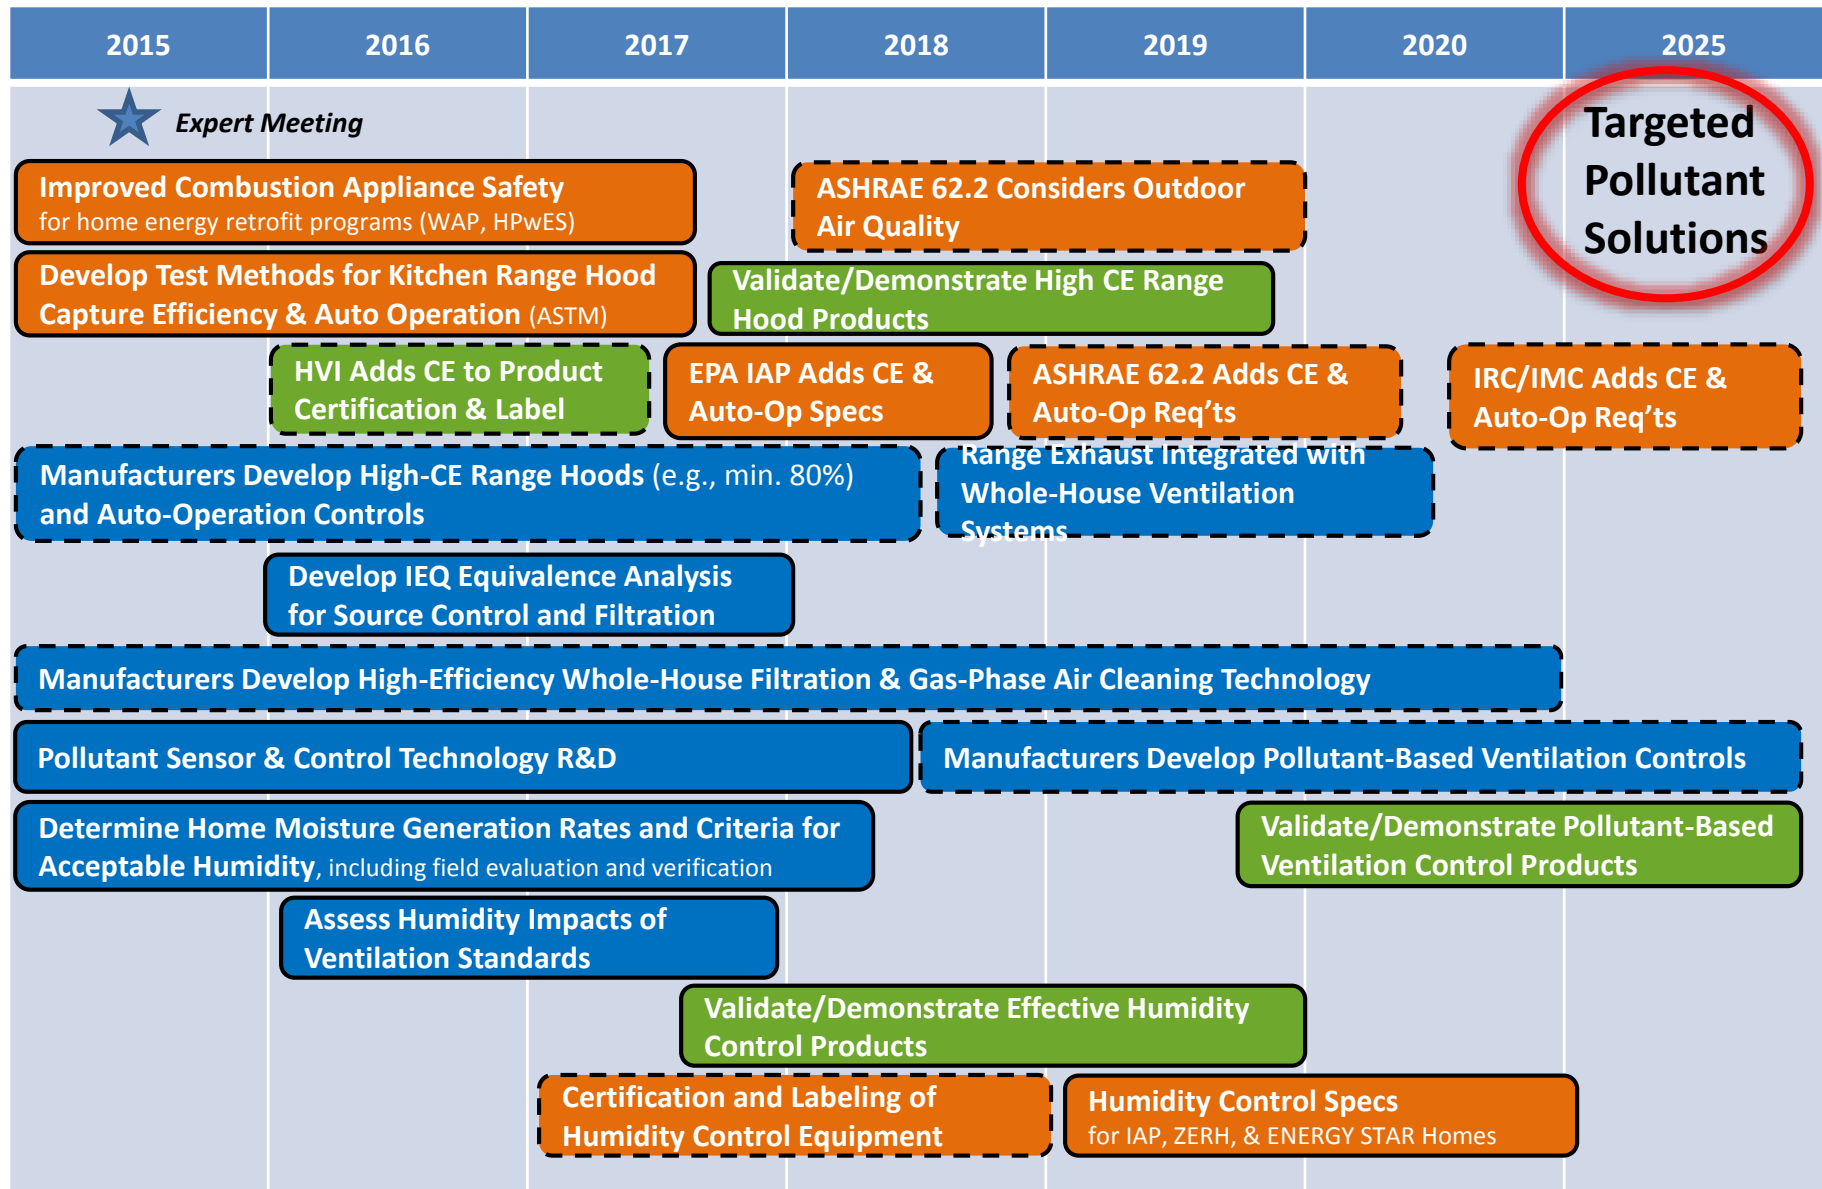 2015 2016 2017 2018 2019 2020 2025
Expert Meeting
Targeted
Pollutant
Solutions
Improved Combustion Appliance Safety
for home energy retrofit programs (WAP, HPwES)
ASHRAE 62.2 Considers Outdoor
Air Quality
Develop Test Methods for Kitchen Range Hood
Capture Efficiency & Auto Operation (ASTM)
Validate/Demonstrate High CE Range
Hood Products
HVI Adds CE to Product
Certification & Label
EPA IAP Adds CE &
Auto-Op Specs
ASHRAE 62.2 Adds CE &
Auto-Op Req'ts
IRC/IMC Adds CE &
Auto-Op Req'ts
Manufacturers Develop High-CE Range Hoods (e.g., min. 80%)
and Auto-Operation Controls
Range Exhaust Integrated with
Whole-House Ventilation
Systems
Develop IEQ Equivalence Analysis
for Source Control and Filtration
Manufacturers Develop High-Efficiency Whole-House Filtration & Gas-Phase Air Cleaning Technology
Pollutant Sensor & Control Technology R&D
Manufacturers Develop Pollutant-Based Ventilation Controls
Determine Home Moisture Generation Rates and Criteria for
Acceptable Humidity, including field evaluation and verification
Validate/Demonstrate Pollutant-Based
Ventilation Control Products
Assess Humidity Impacts of
Ventilation Standards
Validate/Demonstrate Effective Humidity
Control Products
Certification and Labeling of
Humidity Control Equipment
Humidity Control Specs
for IAP, ZERH, & ENERGY STAR Homes